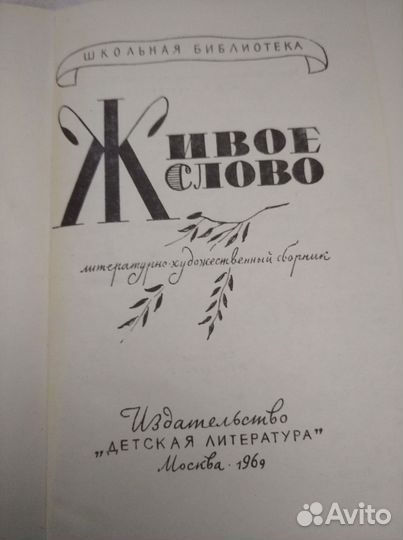 ШКОЛЬНАЯ БИБЛИОТЕКА
ЖИВОЕ
СЛОВО
литературно-художественный сборник
Издательство
„ДЕТСКАЯ ЛИТЕРАТУРА"
Москва · 1969
Avito